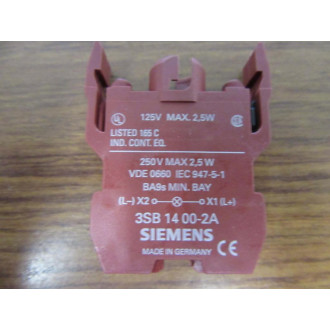 125V MAX. 2,5W
LISTED 165 C
IND. CONT. EQ.
250V MAX 2,5 W
VDE 0660 IEC 947-5-1
BA9s MIN. BAY
(L–) X2 X1 (L+)
3SB 14 00-2A
SIEMENS
MADE IN GERMANY CE